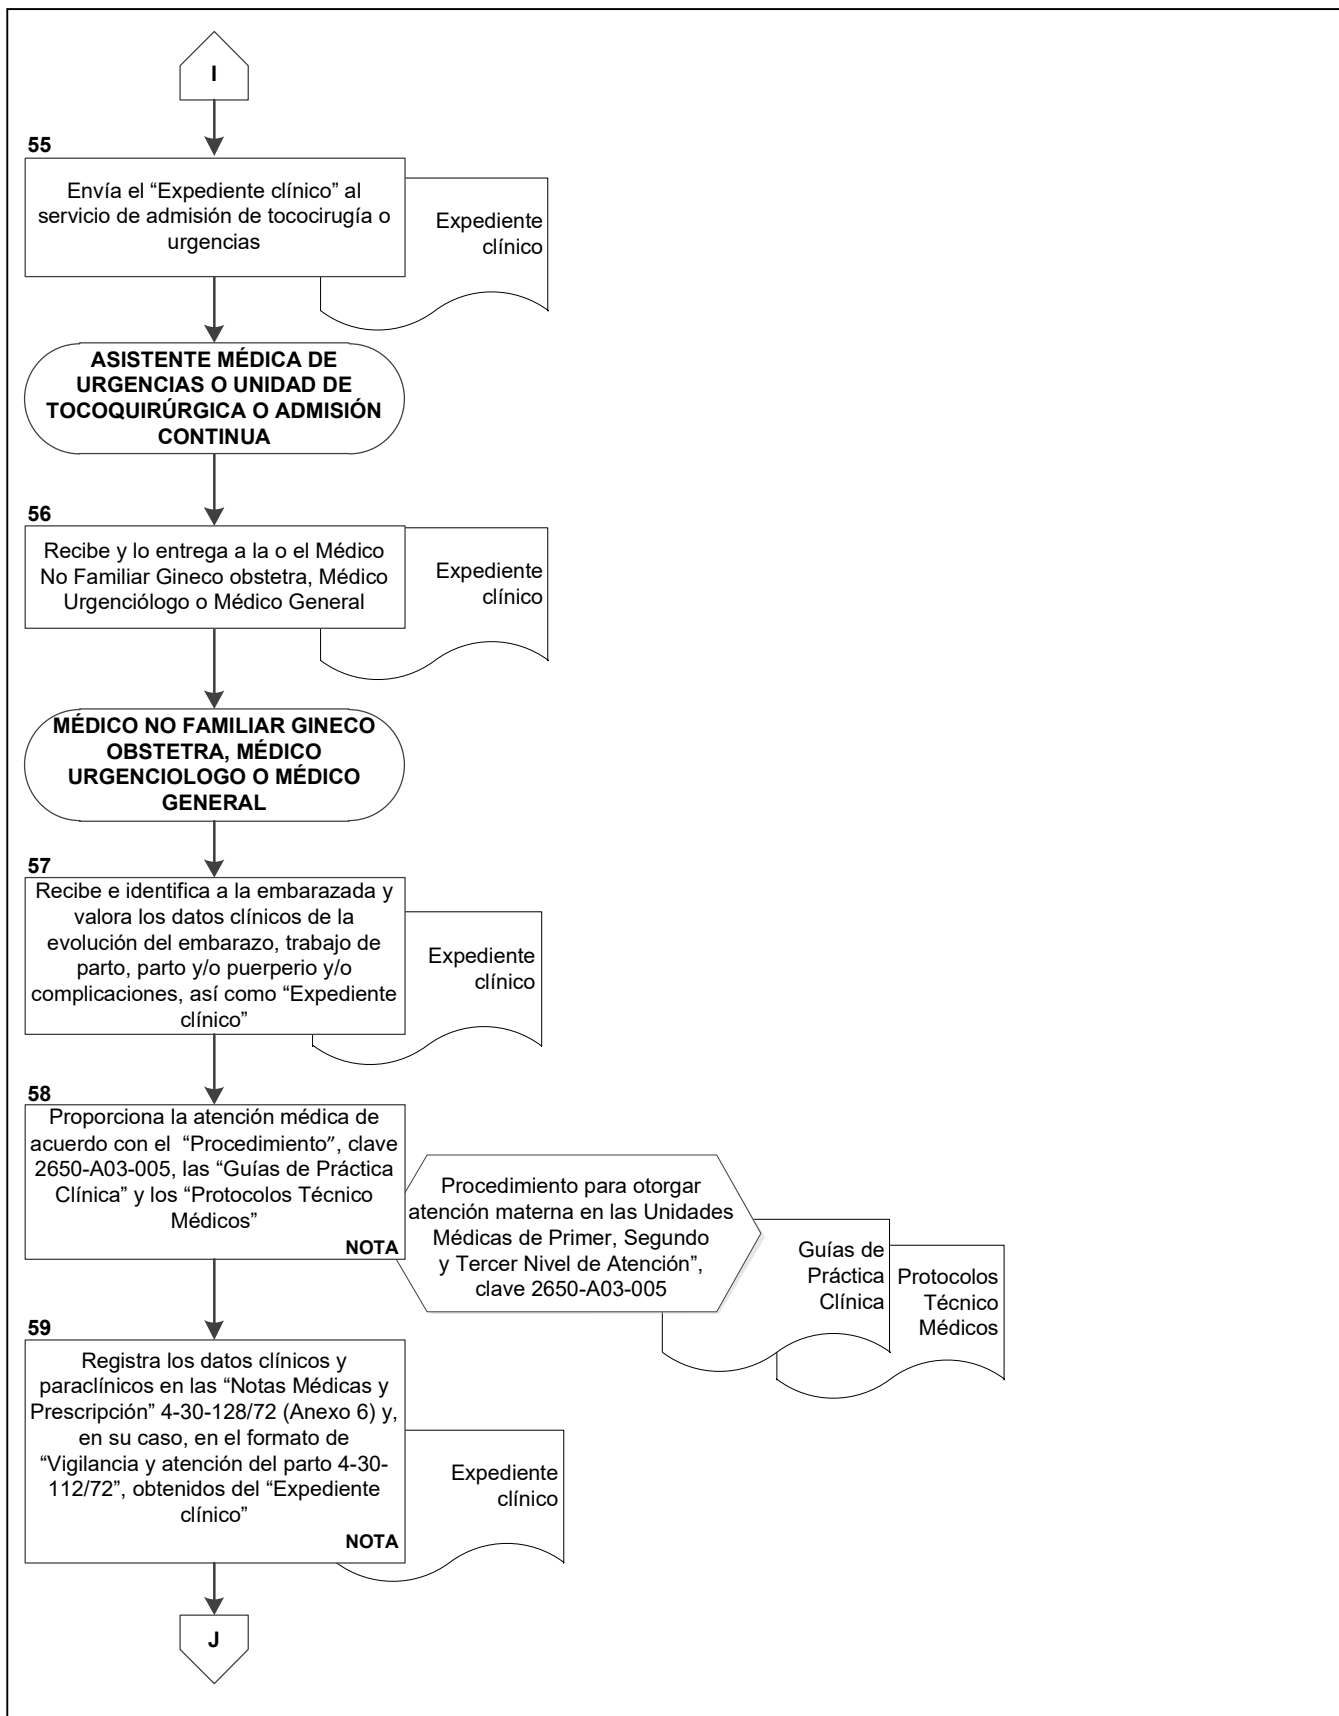 I
55
Envía el “Expediente clínico” al
servicio de admisión de tococirugía o
urgencias
Expediente
clínico
ASISTENTE MÉDICA DE
URGENCIAS O UNIDAD DE
TOCOQUIRÚRGICA O ADMISIÓN
CONTINUA
56
Recibe y lo entrega a la o el Médico
No Familiar Gineco obstetra, Médico
Urgenciólogo o Médico General
Expediente
clínico
MÉDICO NO FAMILIAR GINECO
OBSTETRA, MÉDICO
URGENCIOLOGO O MÉDICO
GENERAL
57
Recibe e identifica a la embarazada y
valora los datos clínicos de la
evolución del embarazo, trabajo de
parto, parto y/o puerperio y/o
complicaciones, así como “Expediente
clínico”
Expediente
clínico
58
Proporciona la atención médica de
acuerdo con el “Procedimiento”, clave
2650-A03-005, las “Guías de Práctica
Clínica” y los “Protocolos Técnico
Médicos”
NOTA
Procedimiento para otorgar
atención materna en las Unidades
Médicas de Primer, Segundo
y Tercer Nivel de Atención”,
clave 2650-A03-005
Guías de
Práctica
Clínica
Protocolos
Técnico
Médicos
59
Registra los datos clínicos y
paraclínicos en las “Notas Médicas y
Prescripción” 4-30-128/72 (Anexo 6) y,
en su caso, en el formato de
“Vigilancia y atención del parto 4-30-
112/72”, obtenidos del “Expediente
clínico”
NOTA
Expediente
clínico
J